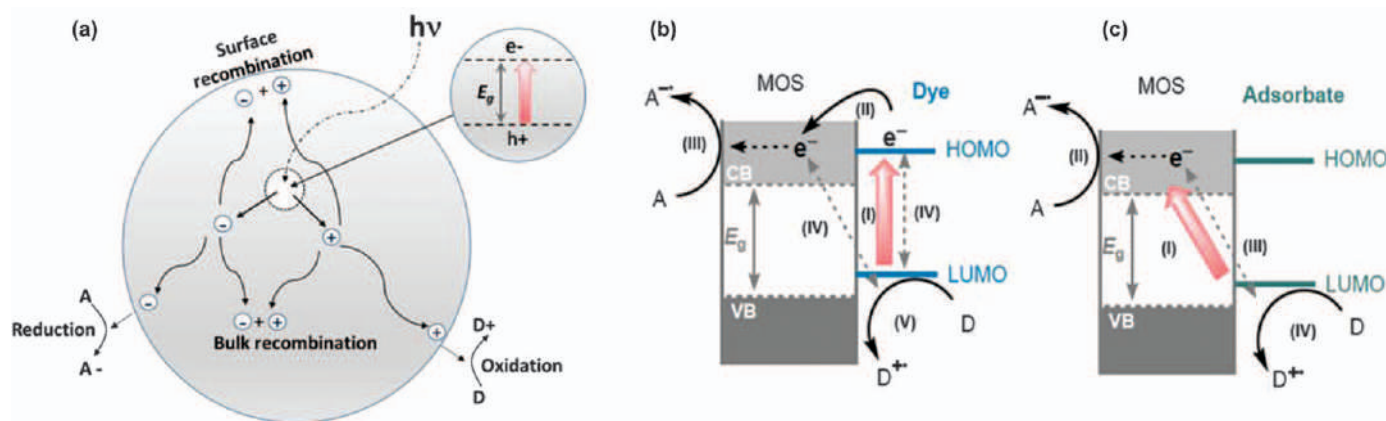 (a)
hν
Surface
recombination
- + +
e-
Eg
h+
-
+
A
-
Reduction
A -
- + +
Bulk recombination
+
D+
Oxidation
D
(b)
MOS
Dye
A−•
(II)
e−
(III)
e−
HOMO
CB
A
(I)
(IV)
(IV)
Eg
LUMO
VB
(V)
D
D+•
(c)
MOS
Adsorbate
A−•
(II)
e−
HOMO
CB
A
Eg
(I)
(III)
LUMO
VB
(IV)
D
D+•